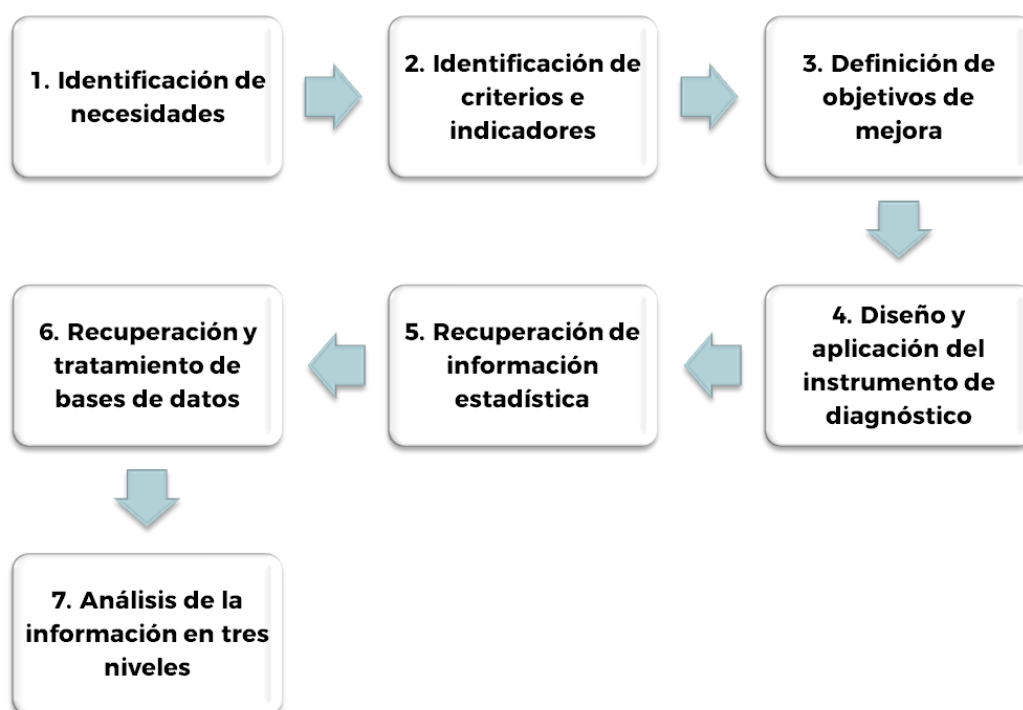 1. Identificación de
necesidades
2. Identificación de
criterios e
indicadores
3. Definición de
objetivos de
mejora
4. Diseño y
aplicación del
instrumento de
diagnóstico
5. Recuperación de
información
estadística
6. Recuperación y
tratamiento de
bases de datos
7. Análisis de la
información en tres
niveles